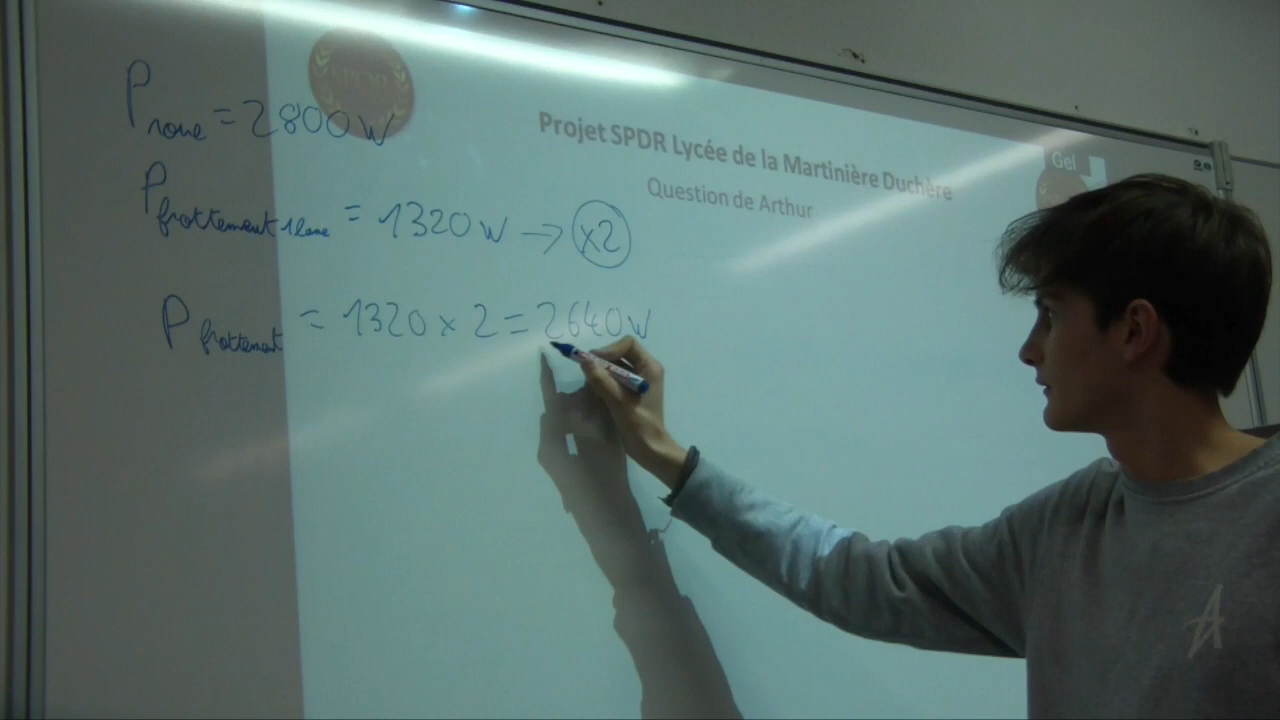 P roue = 2800 W
P frottement 1 lame = 1320 W → x2
P frottement = 1320 x 2 = 2640 W
Projet SPDR Lycée de la Martinière Duchère
Question de Arthur
Gel